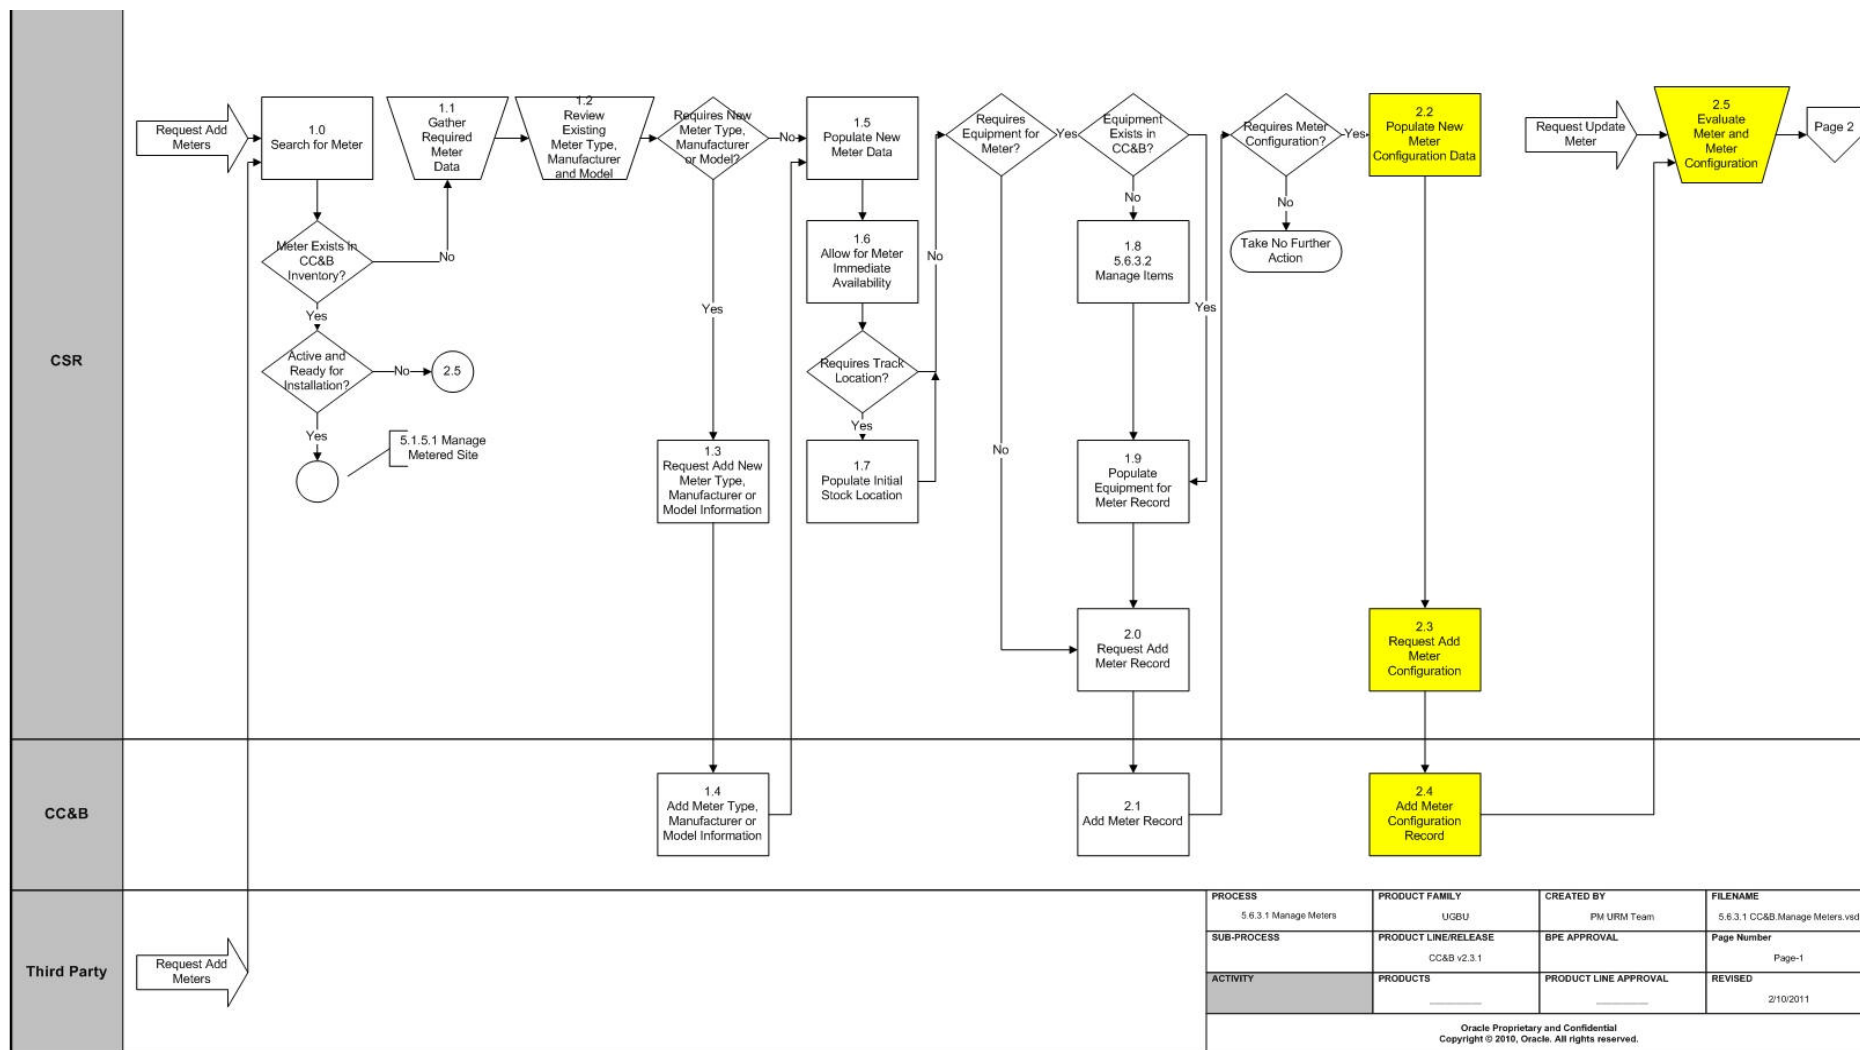 CSR
Request Add
Meters
1.0
Search for Meter
Meter Exists in
CC&B
Inventory?
No
Yes
Active and
Ready for
Installation?
No
2.5
Yes
5.1.5.1 Manage
Metered Site
1.1
Gather
Required
Meter
Data
1.2
Review
Existing
Meter Type,
Manufacturer
and Model
Requires New
Meter Type,
Manufacturer
or Model?
No
Yes
1.3
Request Add New
Meter Type,
Manufacturer or
Model Information
1.5
Populate New
Meter Data
1.6
Allow for Meter
Immediate
Availability
Requires Track
Location?
No
Yes
1.7
Populate Initial
Stock Location
Requires
Equipment for
Meter?
Yes
No
Equipment
Exists in
CC&B?
No
Yes
1.8
5.6.3.2
Manage Items
1.9
Populate
Equipment for
Meter Record
2.0
Request Add
Meter Record
Requires Meter
Configuration?
Yes
No
Take No Further
Action
2.2
Populate New
Meter
Configuration Data
2.3
Request Add
Meter
Configuration
Request Update
Meter
2.5
Evaluate
Meter and
Meter
Configuration
Page 2
CC&B
1.4
Add Meter Type,
Manufacturer or
Model Information
2.1
Add Meter Record
2.4
Add Meter
Configuration
Record
Third Party
Request Add
Meters
PROCESS
5.6.3.1 Manage Meters
PRODUCT FAMILY
UGBU
CREATED BY
PM URM Team
FILENAME
5.6.3.1 CC&B.Manage Meters.vsd
SUB-PROCESS
PRODUCT LINE/RELEASE
CC&B v2.3.1
BPE APPROVAL
Page Number
Page-1
ACTIVITY
PRODUCTS
PRODUCT LINE APPROVAL
REVISED
2/10/2011
Oracle Proprietary and Confidential
Copyright © 2010, Oracle. All rights reserved.